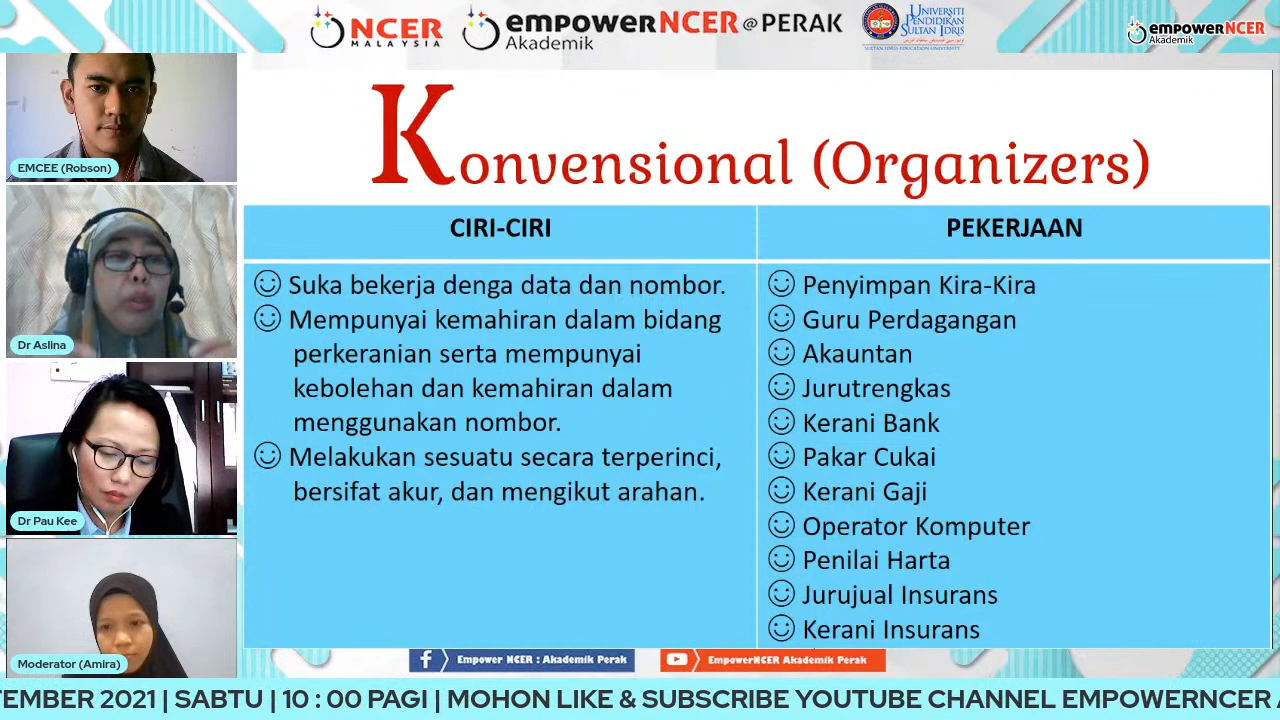 NCER
MALAYSIA
empowerNCER @ PERAK
Akademik
UNIVERSITI
PENDIDIKAN
SULTAN IDRIS
SULTAN IDRIS EDUCATION UNIVERSITY
empowerNCER
Akademik
EMCEE (Robson)
Dr Aslina
Dr Pau Kee
Moderator (Amira)
Konvensional (Organizers)
CIRI-CIRI
Suka bekerja denga data dan nombor.
Mempunyai kemahiran dalam bidang
perkeranian serta mempunyai
kebolehan dan kemahiran dalam
menggunakan nombor.
Melakukan sesuatu secara terperinci,
bersifat akur, dan mengikut arahan.
PEKERJAAN
Penyimpan Kira-Kira
Guru Perdagangan
Akauntan
Jurutrengkas
Kerani Bank
Pakar Cukai
Kerani Gaji
Operator Komputer
Penilai Harta
Jurujual Insurans
Kerani Insurans
f Empower NCER : Akademik Perak
EmpowerNCER Akademik Perak
TEMBER 2021 | SABTU | 10 : 00 PAGI | MOHON LIKE & SUBSCRIBE YOUTUBE CHANNEL EMPOWERNCER